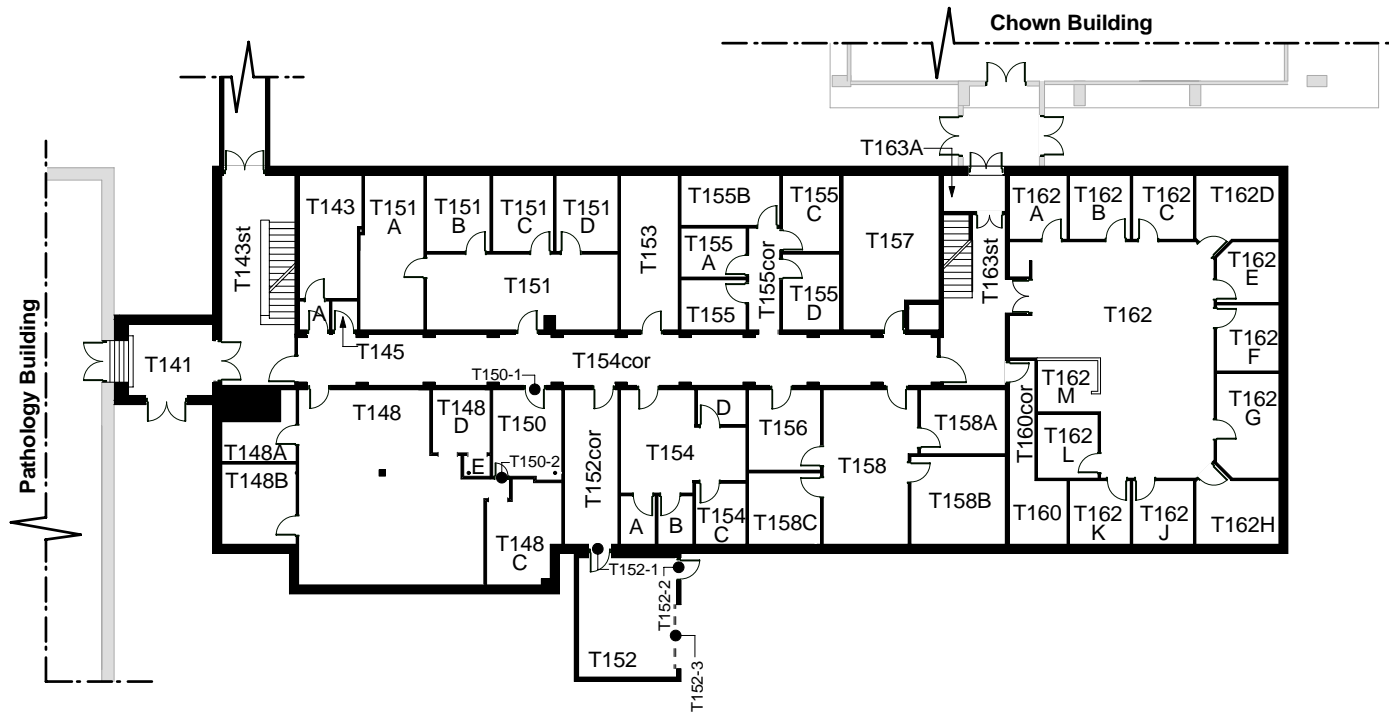 Chown Building
T163A
T143
T151
A
T151
B
T151
C
T151
D
T155B
T155
C
T162
A
T162
B
T162
C
T162D
T143st
T153
T155
A
T155cor
T157
T163st
T162
E
T151
T155
T155
D
T162
A
T145
T162
F
Pathology Building
T141
T154cor
T150-1
T162
M
T162
G
T148
T148
D
T150
D
T156
T158A
T160cor
T148A
E
T150-2
T152cor
T154
T158
T162
L
T148B
T148
C
A
B
T154
C
T158C
T158B
T160
T162
K
T162
J
T162H
T152-1
T152-2
T152
T152-3